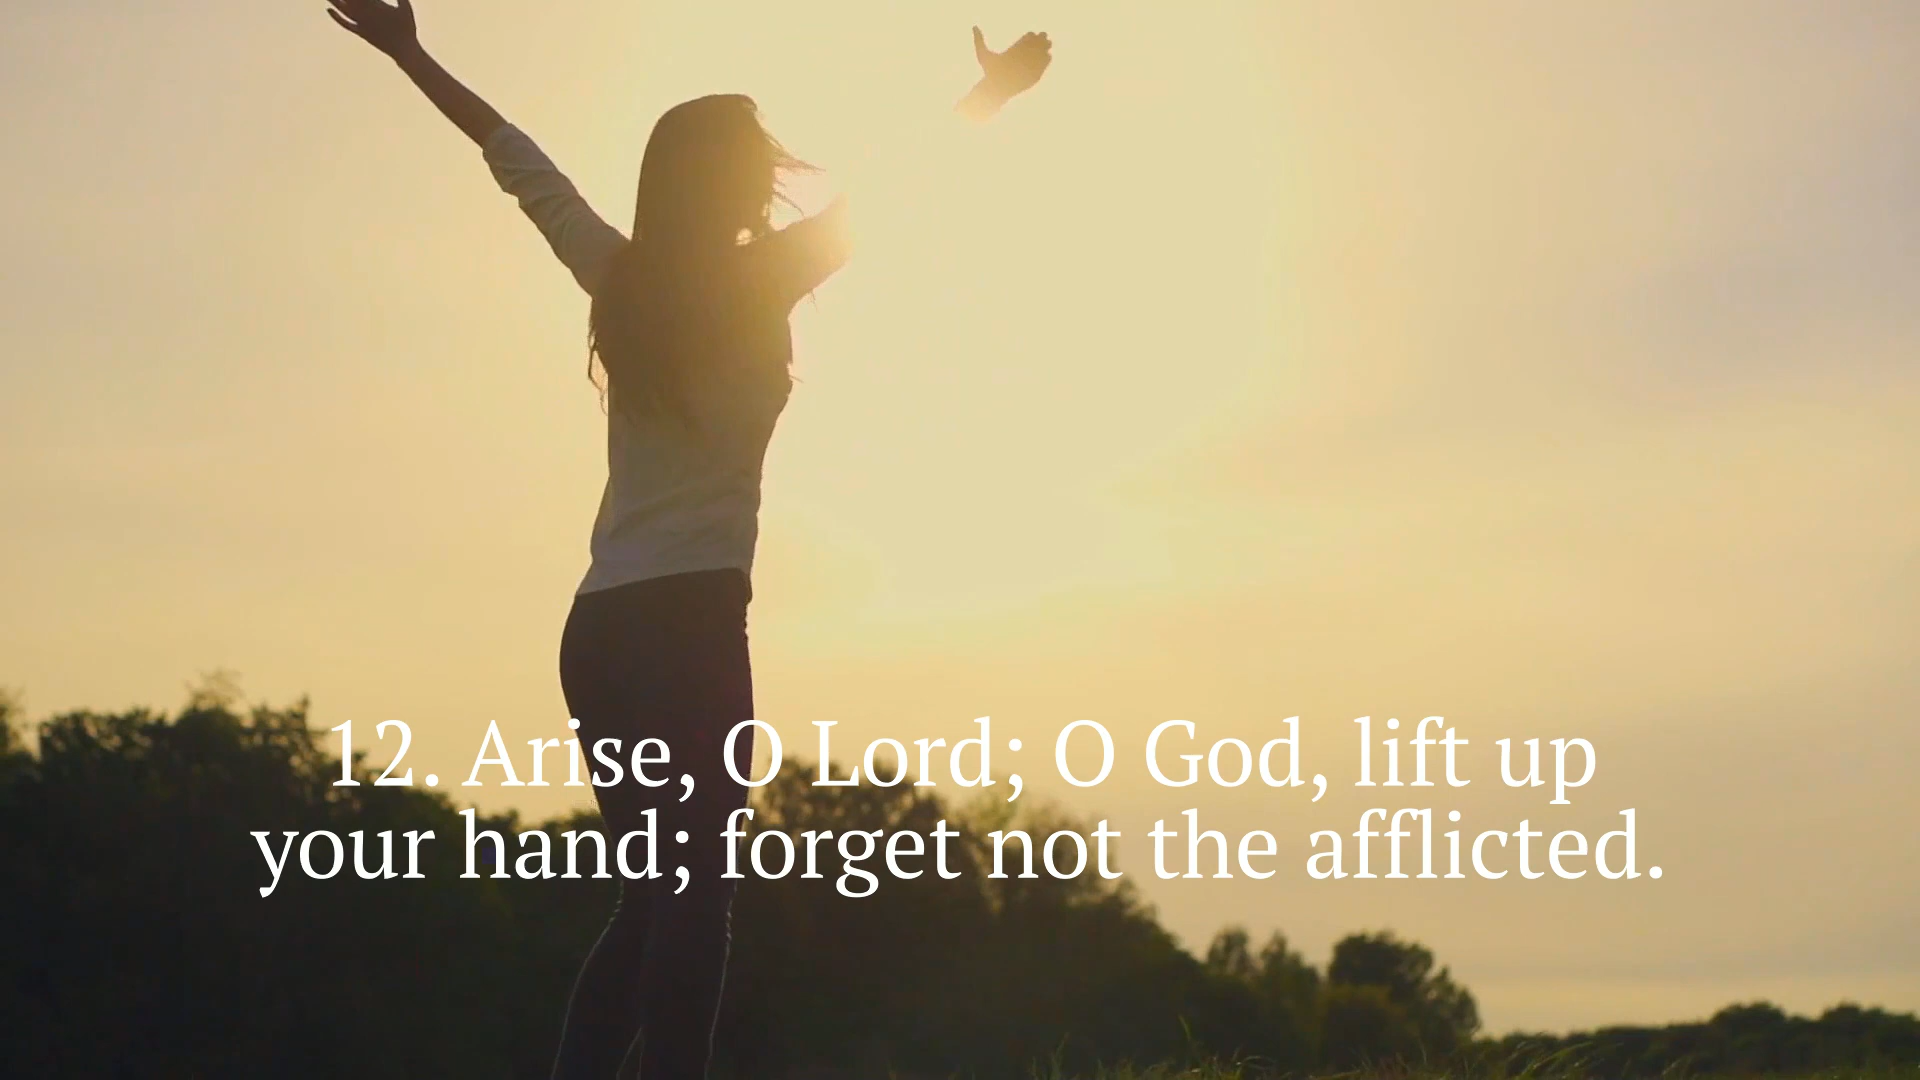 12. Arise, O Lord; O God, lift up
your hand; forget not the afflicted.